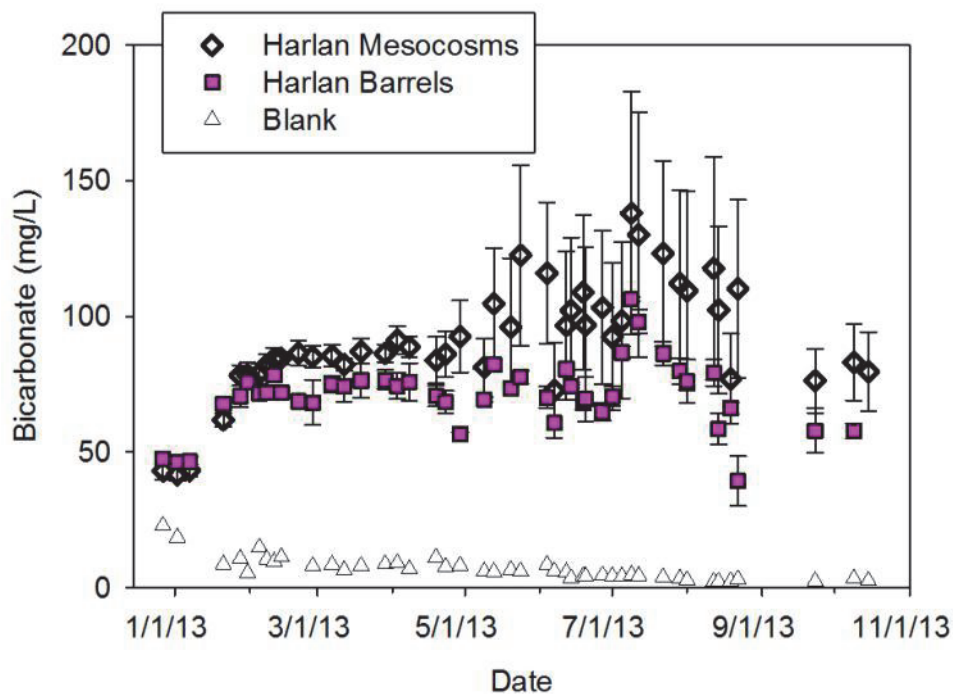 Harlan Mesocosms
Harlan Barrels
Blank
200
150
100
50
0
Bicarbonate (mg/L)
1/1/13 3/1/13 5/1/13 7/1/13 9/1/13 11/1/13
Date